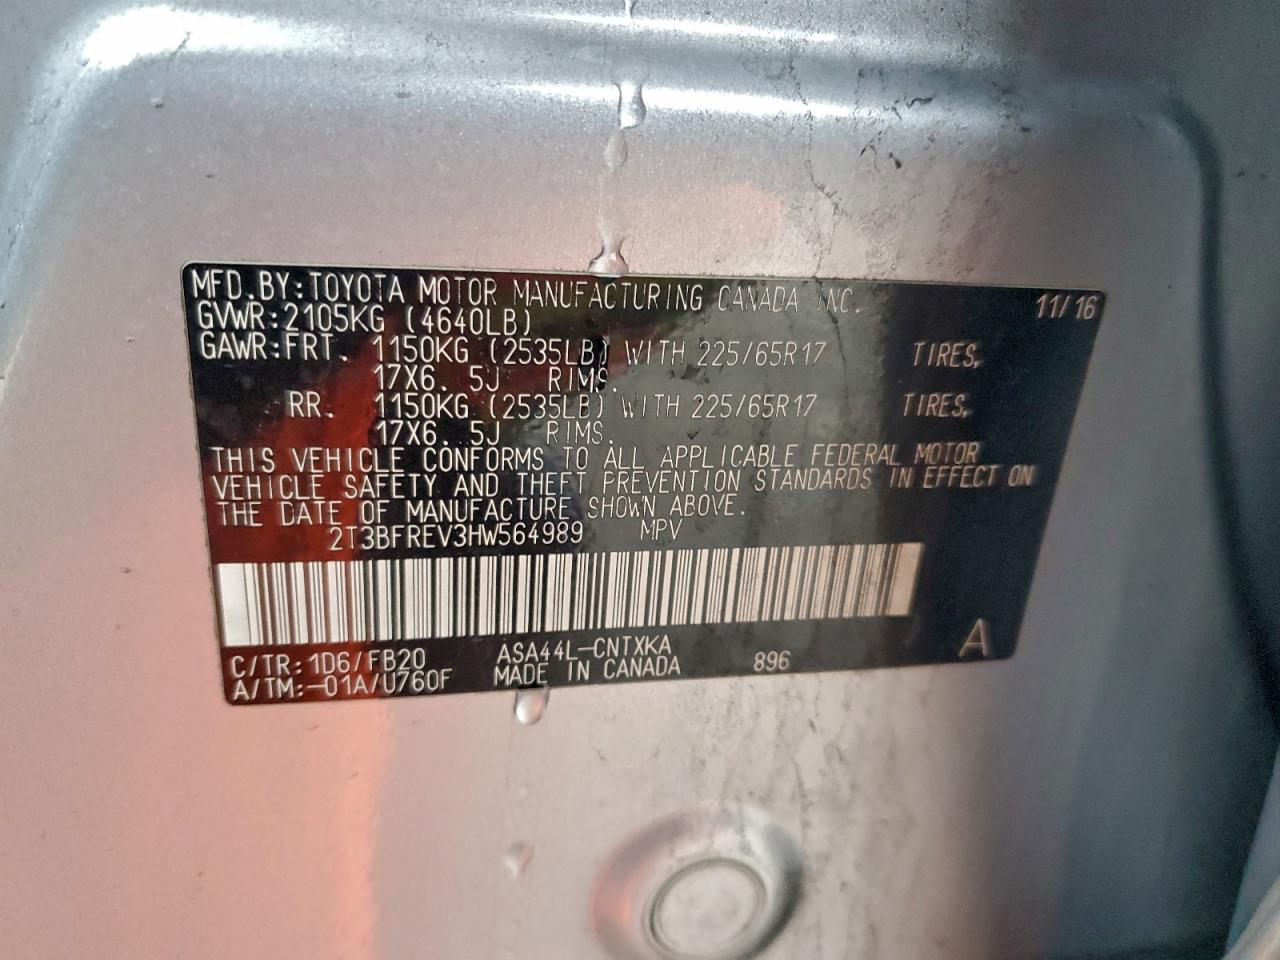 MFD.BY:TOYOTA MOTOR MANUFACTURING CANADA INC. 11/16
GVWR:2105KG (4640LB)
GAWR:FRT. 1150KG (2535LB) WITH 225/65R17 TIRES,
17X6.5J RIMS.
RR. 1150KG (2535LB) WITH 225/65R17 TIRES,
17X6.5J RIMS.
THIS VEHICLE CONFORMS TO ALL APPLICABLE FEDERAL MOTOR
VEHICLE SAFETY AND THEFT PREVENTION STANDARDS IN EFFECT ON
THE DATE OF MANUFACTURE SHOWN ABOVE.
2T3BFREV3HW564989 MPV
C/TR:1D6/FB20 ASA44L-CNTXKA 896 A
A/TM:-01A/U760F MADE IN CANADA